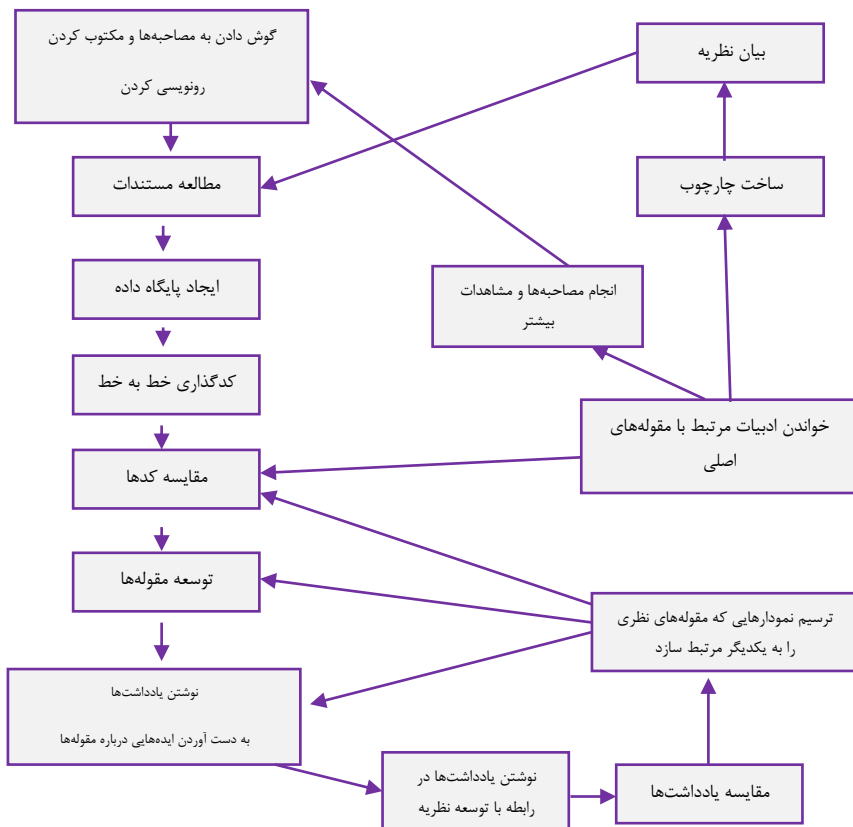 گوش دادن به مصاحبه‌ها و مکتوب کردن
رونویسی کردن
مطالعه مستندات
ایجاد پایگاه داده
کدگذاری خط به خط
مقایسه کدها
توسعه مقوله‌ها
نوشتن یادداشت‌ها
به دست آوردن ایده‌هایی درباره مقوله‌ها
نوشتن یادداشت‌ها در
رابطه با توسعه نظریه
مقایسه یادداشت‌ها
ترسیم نمودارهایی که مقوله‌های نظری
را به یکدیگر مرتبط سازد
خواندن ادبیات مرتبط با مقوله‌های
اصلی
انجام مصاحبه‌ها و مشاهدات
بیشتر
ساخت چارچوب
بیان نظریه